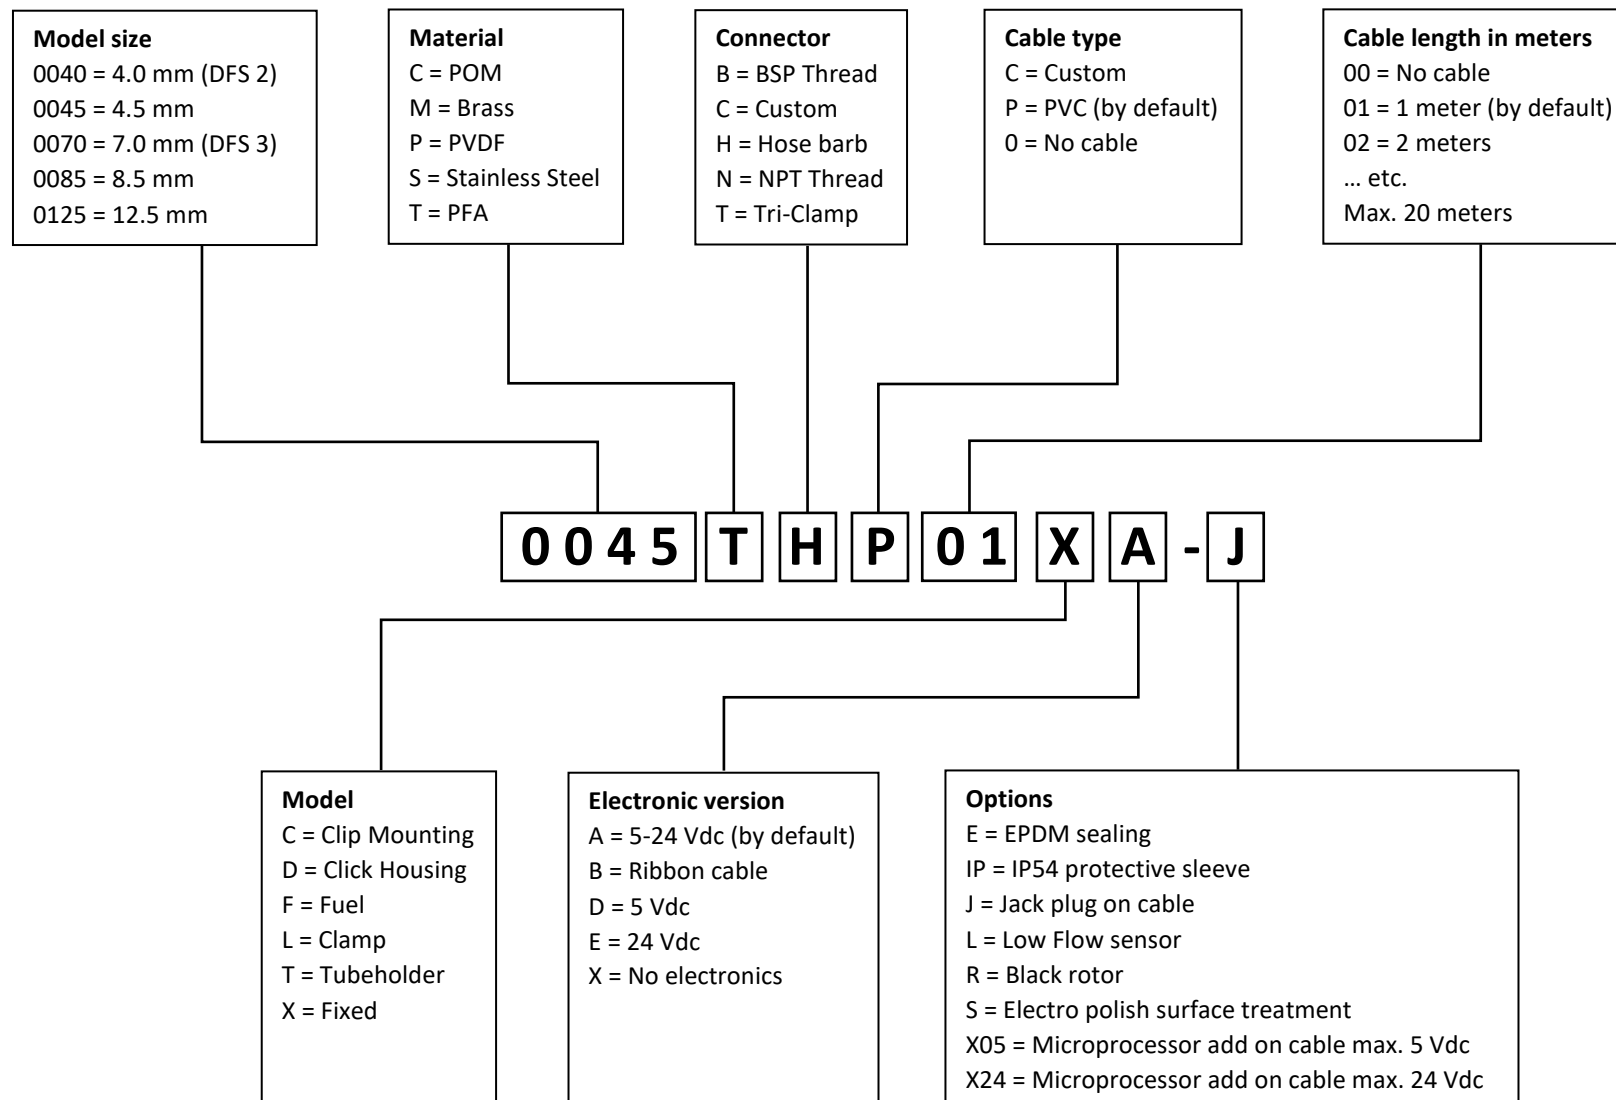 Model size
0040 = 4.0 mm (DFS 2)
0045 = 4.5 mm
0070 = 7.0 mm (DFS 3)
0085 = 8.5 mm
0125 = 12.5 mm
Material
C = POM
M = Brass
P = PVDF
S = Stainless Steel
T = PFA
Connector
B = BSP Thread
C = Custom
H = Hose barb
N = NPT Thread
T = Tri-Clamp
Cable type
C = Custom
P = PVC (by default)
0 = No cable
Cable length in meters
00 = No cable
01 = 1 meter (by default)
02 = 2 meters
... etc.
Max. 20 meters
0045 T H P 01 X A - J
Model
C = Clip Mounting
D = Click Housing
F = Fuel
L = Clamp
T = Tubeholder
X = Fixed
Electronic version
A = 5-24 Vdc (by default)
B = Ribbon cable
D = 5 Vdc
E = 24 Vdc
X = No electronics
Options
E = EPDM sealing
IP = IP54 protective sleeve
J = Jack plug on cable
L = Low Flow sensor
R = Black rotor
S = Electro polish surface treatment
X05 = Microprocessor add on cable max. 5 Vdc
X24 = Microprocessor add on cable max. 24 Vdc